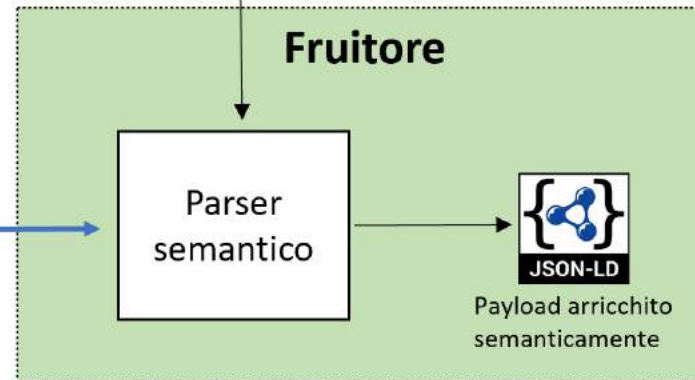 Fruitore
Parser
semantico
JSON-LD
Payload arricchito
semanticamente